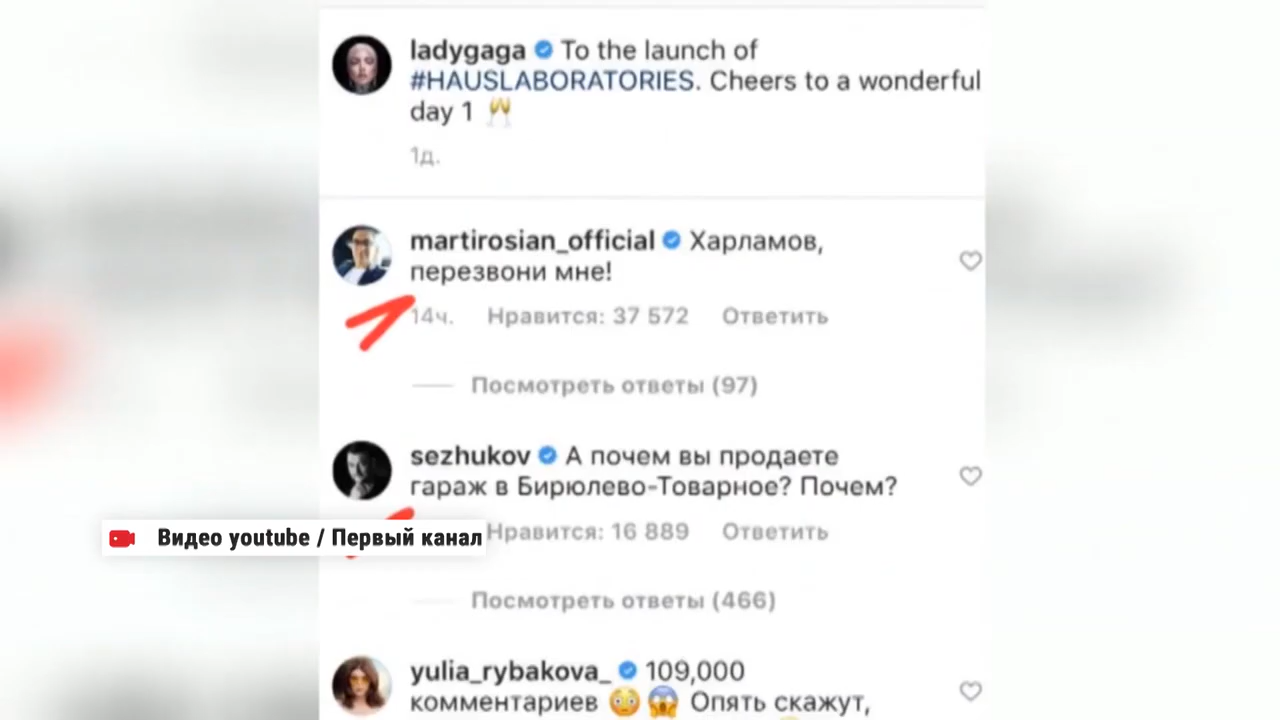 ladygaga To the launch of
#HAUSLABORATORIES. Cheers to a wonderful
day 1 🥂
1д.
martirosian_official Харламов,
перезвони мне!
14ч. Нравится: 37 572 Ответить
Посмотреть ответы (97)
sezhukov А почем вы продаете
гараж в Бирюлево-Товарное? Почем?
Нравится: 16 889 Ответить
Видео youtube / Первый канал
Посмотреть ответы (466)
yulia_rybakova_ 109,000
комментариев 😳😱 Опять скажут,